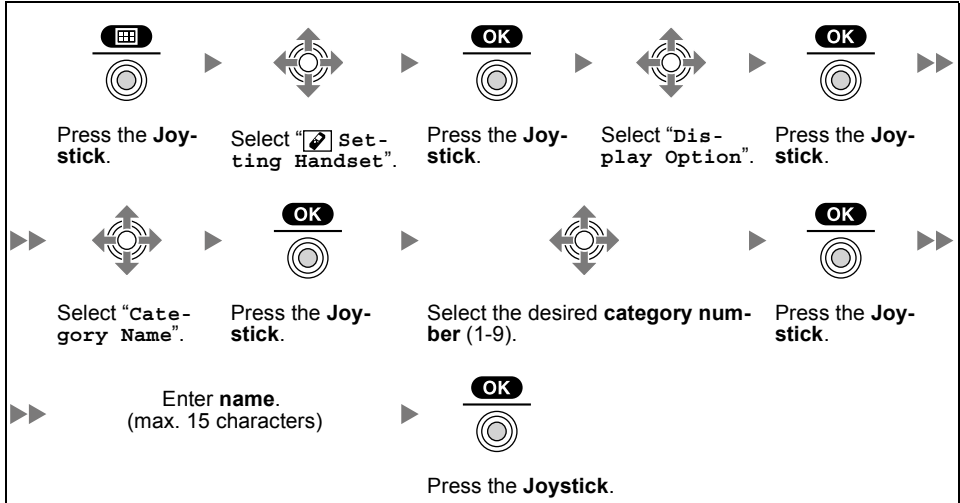 OK
OK
Press the Joy-
stick.
Select “ Set-
ting Handset”.
Press the Joy-
stick.
Select “Dis-
play Option”.
Press the Joy-
stick.
OK
OK
Select “Cate-
gory Name”.
Press the Joy-
stick.
Select the desired category num-
ber (1-9).
Press the Joy-
stick.
OK
Enter name.
(max. 15 characters)
Press the Joystick.